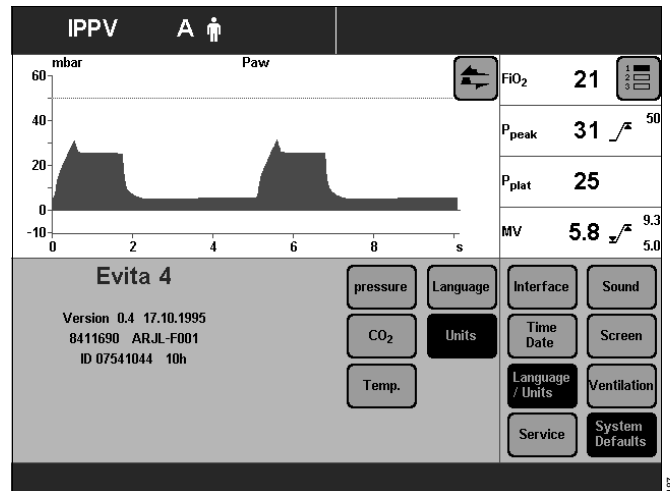 IPPV A
mbar Paw
60
40
20
0
-10
0 2 4 6 8 s
1
2
3
FiO2 21
Ppeak 31 50
Pplat 25
MV 5.8 9.3
5.0
Evita 4
Version 0.4 17.10.1995
8411690 ARJL-F001
ID 07541044 10h
pressure
Language
CO2
Units
Temp.
Interface
Sound
Time
Date
Screen
Language
/ Units
Ventilation
Service
System
Defaults